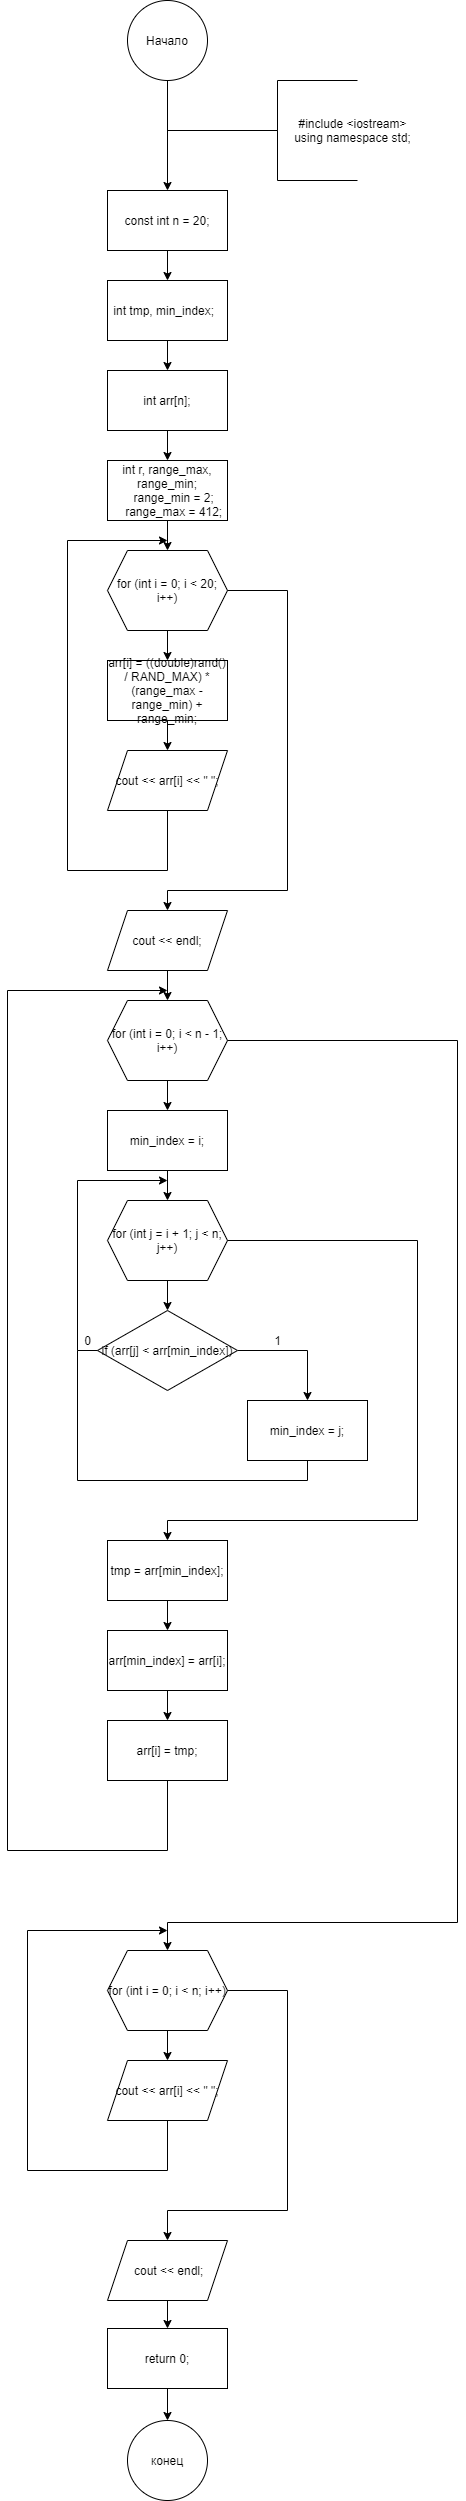 Начало
#include <iostream>
using namespace std;
const int n = 20;
int tmp, min_index;
int arr[n];
int r, range_max,
range_min;
range_min = 2;
range_max = 412;
for (int i = 0; i < 20;
i++)
arr[i] = ((double)rand()
/ RAND_MAX) *
(range_max -
range_min) +
range_min;
cout << arr[i] << " ";
cout << endl;
for (int i = 0; i < n - 1;
i++)
min_index = i;
for (int j = i + 1; j < n;
j++)
0
if (arr[j] < arr[min_index])
1
min_index = j;
tmp = arr[min_index];
arr[min_index] = arr[i];
arr[i] = tmp;
for (int i = 0; i < n; i++)
cout << arr[i] << " ";
cout << endl;
return 0;
конец